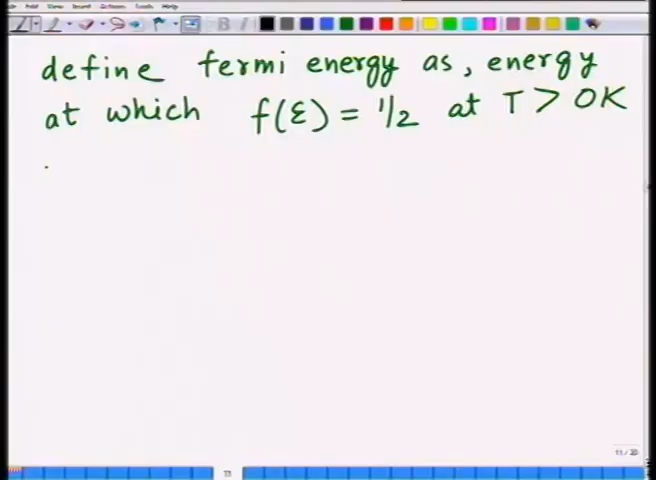 define fermi energy as, energy
at which f(ε) = 1/2 at T > 0K